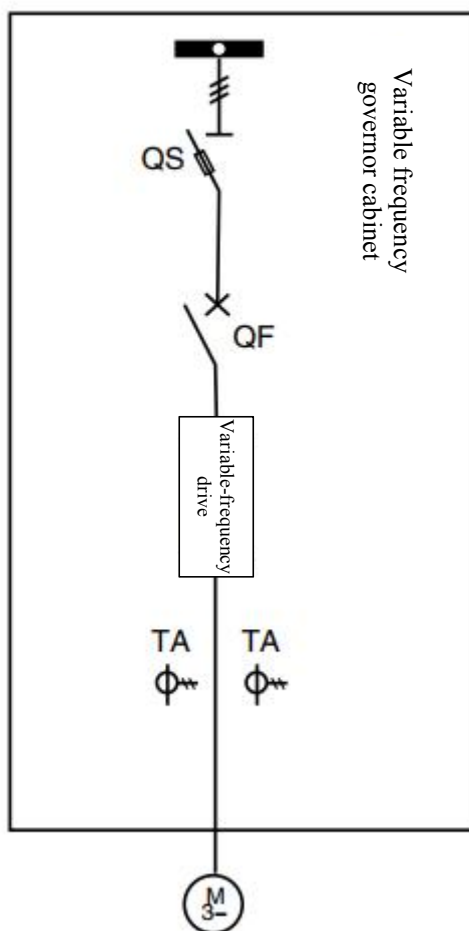 Variable frequency
governor cabinet
QS
QF
Variable-frequency
drive
TA
TA
M
3–